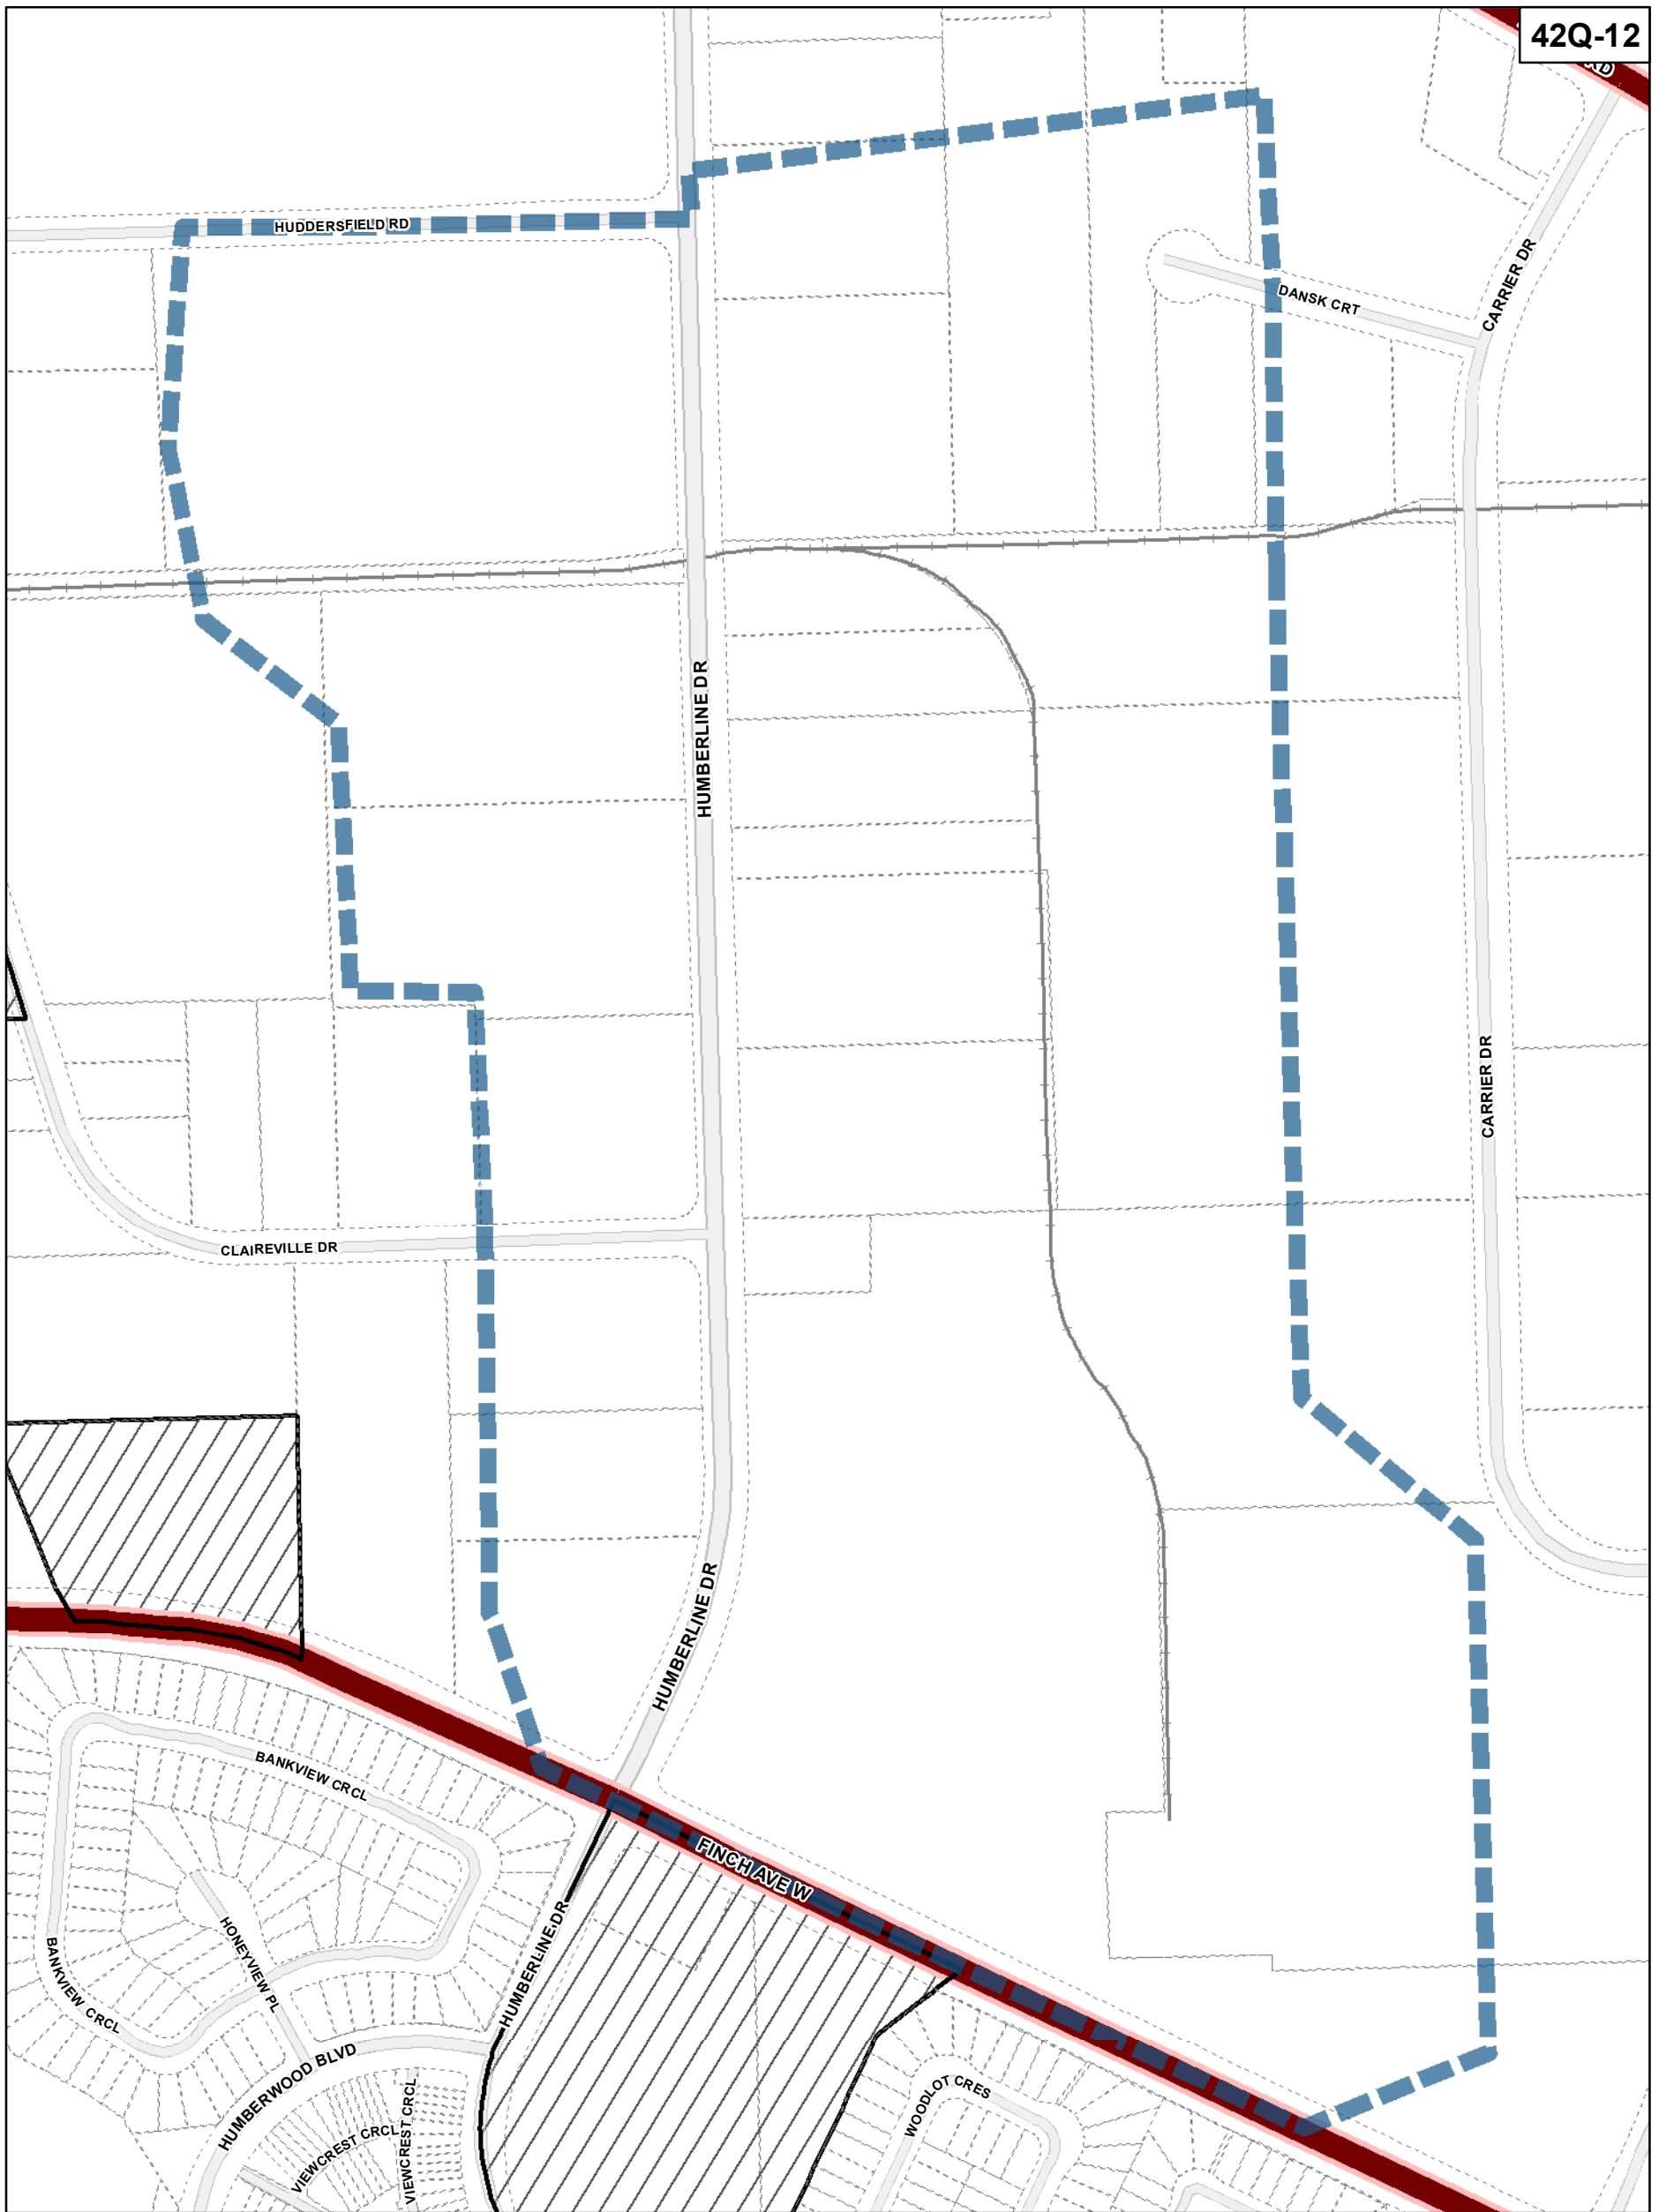 42Q-12
RD
HUDDERSFIELD RD
CARRIER DR
DANSK CRT
HUMBERLINE DR
CARRIER DR
CLAIREVILLE DR
HUMBERLINE DR
BANKVIEW CRCL
FINCH AVE W
HONEYVIEW PL
HUMBERLINE DR
BANKVIEW CRCL
HUMBERWOOD BLVD
WOODLOT CRES
VIEWCREST CRCL
VIEWCREST CRCL